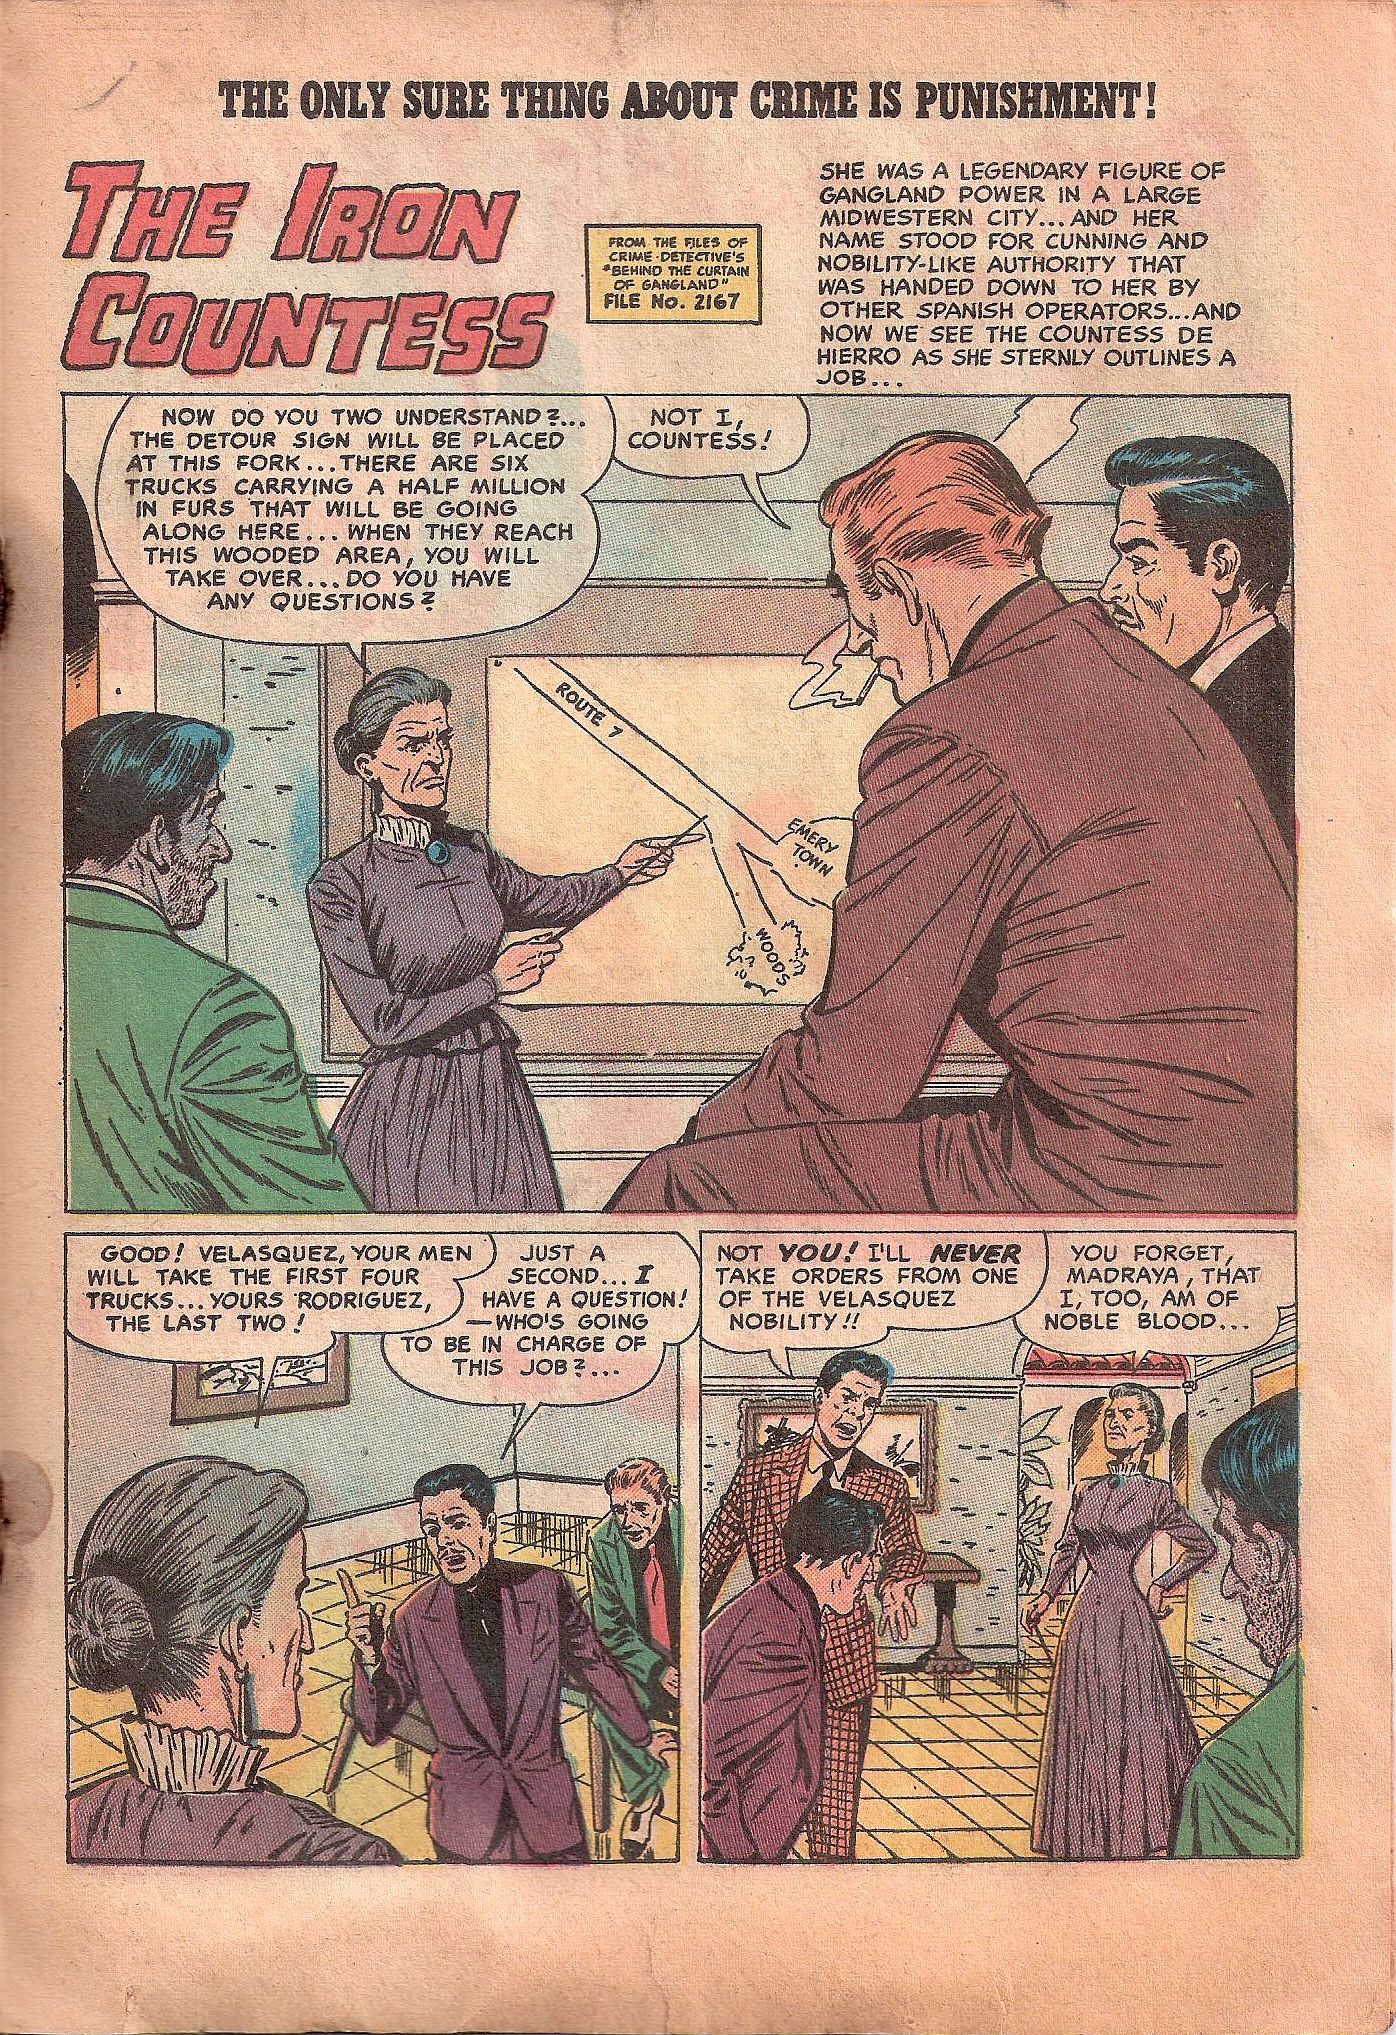 THE ONLY SURE THING ABOUT CRIME IS PUNISHMENT!
THE IRON
COUNTESS
FROM THE FILES OF
CRIME-DETECTIVE'S
"BEHIND THE CURTAIN
OF GANGLAND"
FILE No. 2167
SHE WAS A LEGENDARY FIGURE OF
GANGLAND POWER IN A LARGE
MIDWESTERN CITY...AND HER
NAME STOOD FOR CUNNING AND
NOBILITY-LIKE AUTHORITY THAT
WAS HANDED DOWN TO HER BY
OTHER SPANISH OPERATORS...AND
NOW WE SEE THE COUNTESS DE
HIERRO AS SHE STERNLY OUTLINES A
JOB...
NOW DO YOU TWO UNDERSTAND?...
THE DETOUR SIGN WILL BE PLACED
AT THIS FORK...THERE ARE SIX
TRUCKS CARRYING A HALF MILLION
IN FURS THAT WILL BE GOING
ALONG HERE...WHEN THEY REACH
THIS WOODED AREA, YOU WILL
TAKE OVER...DO YOU HAVE
ANY QUESTIONS?
NOT I,
COUNTESS!
ROUTE 7
EMERY
TOWN
WOODS
GOOD! VELASQUEZ, YOUR MEN
WILL TAKE THE FIRST FOUR
TRUCKS...YOURS RODRIGUEZ,
THE LAST TWO!
JUST A
SECOND...I
HAVE A QUESTION!
—WHO'S GOING
TO BE IN CHARGE OF
THIS JOB?...
NOT YOU! I'LL NEVER
TAKE ORDERS FROM ONE
OF THE VELASQUEZ
NOBILITY!!
YOU FORGET,
MADRAYA, THAT
I, TOO, AM OF
NOBLE BLOOD...